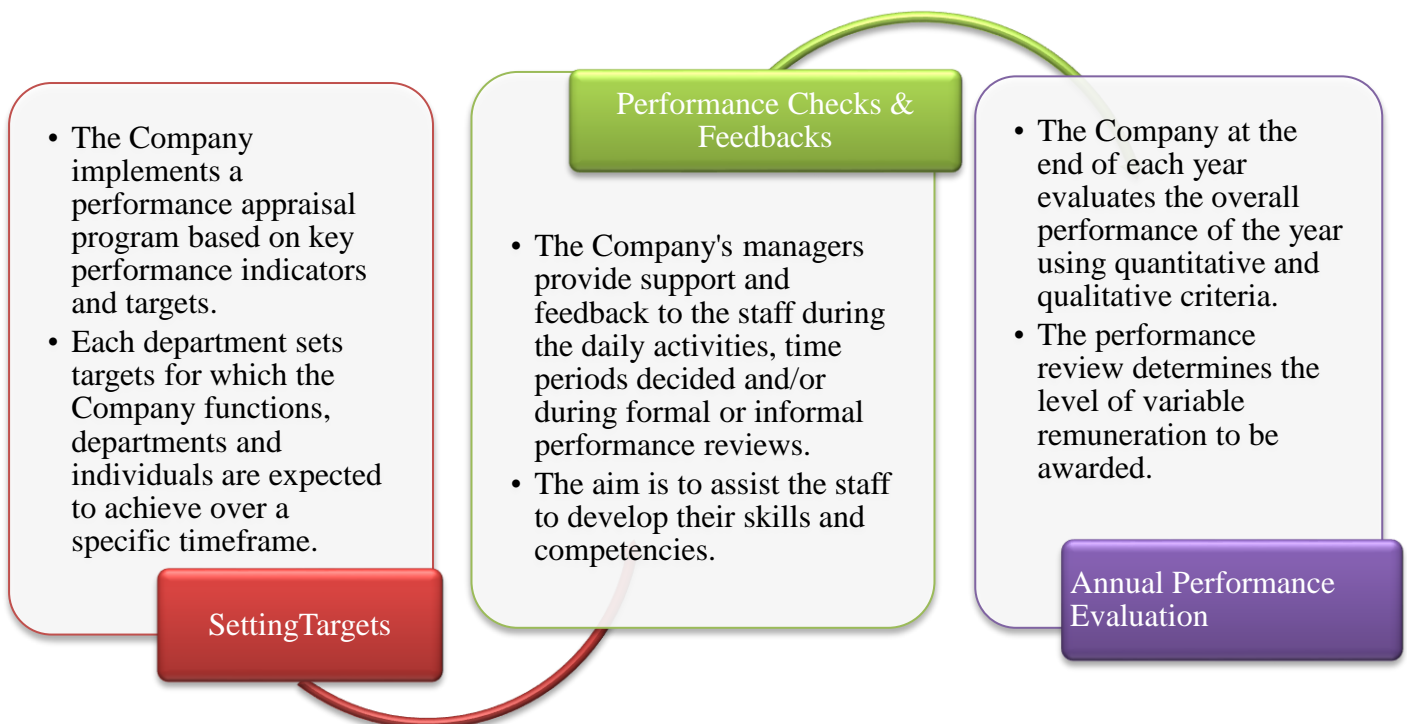 • The Company
implements a
performance appraisal
program based on key
performance indicators
and targets.
• Each department sets
targets for which the
Company functions,
departments and
individuals are expected
to achieve over a
specific timeframe.
SettingTargets
Performance Checks &
Feedbacks
• The Company's managers
provide support and
feedback to the staff during
the daily activities, time
periods decided and/or
during formal or informal
performance reviews.
• The aim is to assist the staff
to develop their skills and
competencies.
• The Company at the
end of each year
evaluates the overall
performance of the year
using quantitative and
qualitative criteria.
• The performance
review determines the
level of variable
remuneration to be
awarded.
Annual Performance
Evaluation